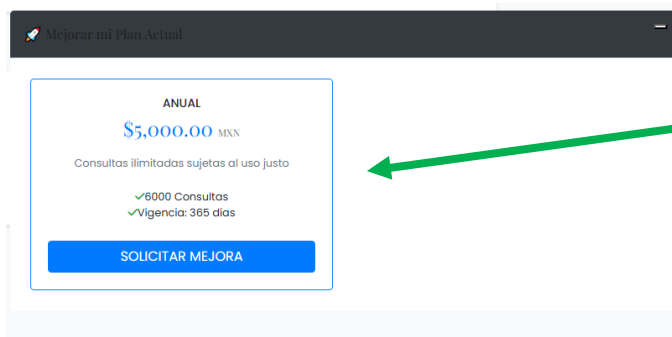 🚀 Mejorar mi Plan Actual
ANUAL
$5,000.00 MXN
Consultas ilimitadas sujetas al uso justo
✓6000 Consultas
✓Vigencia: 365 días
SOLICITAR MEJORA